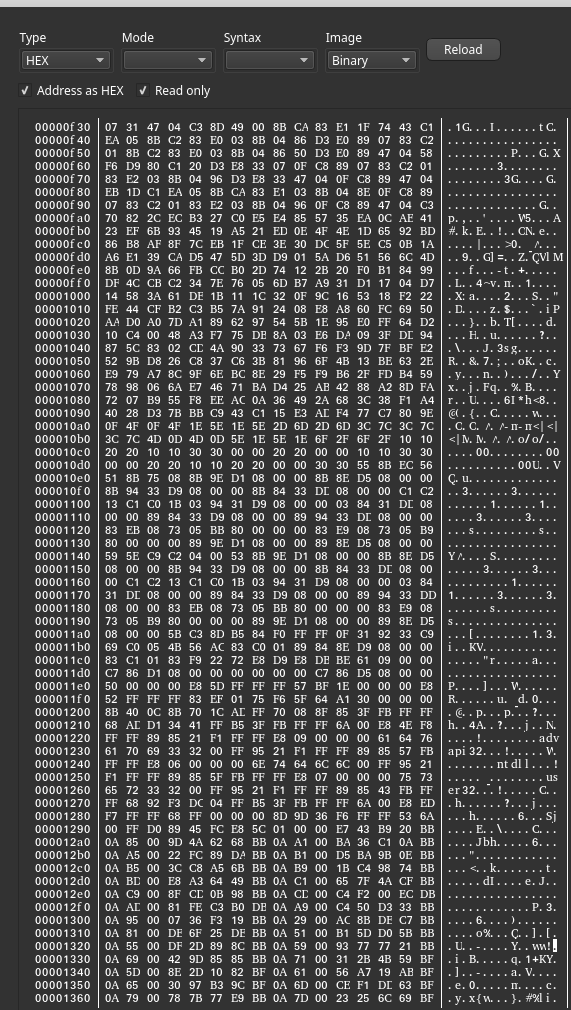 Type Mode Syntax Image
HEX Binary Reload
Address as HEX Read only
00000f30 07 31 47 04 C3 8D 49 00 8B CA 83 E1 1F 74 43 C1 .1G...I......tC.
00000f40 EA 05 8B C2 83 E0 03 8B 04 86 D3 E0 89 07 83 C2 ................
00000f50 01 8B C2 83 E0 03 8B 04 86 50 D3 E0 89 47 04 58 .........P...G.X
00000f60 F6 D9 80 C1 20 D3 E8 33 07 0F C8 89 07 83 C2 01 .......3........
00000f70 83 E2 03 8B 04 96 D3 E8 33 47 04 0F C8 89 47 04 ........3G....G.
00000f80 EB 1D C1 EA 05 8B CA 83 E1 03 8B 04 8E 0F C8 89 ................
00000f90 07 83 C2 01 83 E2 03 8B 04 96 0F C8 89 47 04 C3 .............G..
00000fa0 70 82 2C EC B3 27 C0 E5 E4 85 57 35 EA 0C AE 41 p.,..'....W5...A
00000fb0 23 EF 6B 93 45 19 A5 21 ED 0E 4F 4E 1D 65 92 BD #.k.E..!..ON.e..
00000fc0 86 B8 AF 8F 7C EB 1F CE 3E 30 DC 5F 5E C5 0B 1A ....|...>0._^...
00000fd0 A6 E1 39 CA D5 47 5D 3D D9 01 5A D6 51 56 6C 4D ..9..G]=..Z.QVlM
00000fe0 8B 0D 9A 66 FB CC B0 2D 74 12 2B 20 F0 B1 84 99 ...f...-t.+.....
00000ff0 DF 4C CB C2 34 7E 76 05 6D B7 A9 31 D1 17 04 D7 .L..4~v.m..1....
00001000 14 58 3A 61 DE 1B 11 1C 32 0F 9C 16 53 18 F2 22 .X:a....2...S.."
00001010 FE 44 CF B2 C3 B5 7A 91 24 08 E8 A8 60 FC 69 50 .D....z.$...`.iP
00001020 AA D0 A0 7D A1 89 62 97 54 5B 1E 95 E0 FF 64 D2 ...}..b.T[....d.
00001030 10 C4 00 48 A3 F7 75 DB 8A 03 E6 DA 09 3F DD 94 ...H..u......?..
00001040 87 5C 83 02 CD 4A 90 33 73 67 F6 F3 9D 7F BF E2 .\...J.3sg......
00001050 52 9B D8 26 C8 37 C6 3B 81 96 6F 4B 13 BE 63 2E R..&.7.;..oK..c.
00001060 E9 79 A7 8C 9F 6E BC 8E 29 F5 F9 B6 2F FD B4 59 .y...n..).../..Y
00001070 78 98 06 6A E7 46 71 BA D4 25 AB 42 88 A2 8D FA x..j.Fq..%.B....
00001080 72 07 B9 55 F8 EE AC 0A 36 49 2A 68 3C 38 F1 A4 r..U....6I*h<8..
00001090 40 28 D3 7B BB C9 43 C1 15 E3 AD F4 77 C7 80 9E @(.{..C.....w...
000010a0 0F 4F 0F 4F 1E 5E 1E 5E 2D 6D 2D 6D 3C 7C 3C 7C .O.O.^.^-m-m<|<|
000010b0 3C 7C 4D 0D 4D 0D 5E 1E 5E 1E 6F 2F 6F 2F 10 10 <|M.M.^.^.o/o/..
000010c0 20 20 10 10 30 30 00 00 20 20 00 00 10 10 30 30 ....00........00
000010d0 00 00 20 20 10 10 20 20 00 00 30 30 55 8B EC 56 ..........00U..V
000010e0 51 8B 75 08 8B 9E D1 08 00 00 8B 8E D5 08 00 00 Q.u.............
000010f0 8B 94 33 D9 08 00 00 8B 84 33 DD 08 00 00 C1 C2 ..3......3......
00001100 13 C1 C0 1B 03 94 31 D9 08 00 00 03 84 31 DD 08 ......1......1..
00001110 00 00 89 84 33 D9 08 00 00 89 94 33 DD 08 00 00 ....3......3....
00001120 83 EB 08 73 05 BB 80 00 00 00 83 E9 08 73 05 B9 ...s.........s..
00001130 80 00 00 00 89 9E D1 08 00 00 89 8E D5 08 00 00 ................
00001140 59 5E C9 C2 04 00 53 8B 9E D1 08 00 00 8B 8E D5 Y^....S.........
00001150 08 00 00 8B 94 33 D9 08 00 00 8B 84 33 DD 08 00 .....3......3...
00001160 00 C1 C2 13 C1 C0 1B 03 94 31 D9 08 00 00 03 84 .........1......
00001170 31 DD 08 00 00 89 84 33 D9 08 00 00 89 94 33 DD 1......3......3.
00001180 08 00 00 83 EB 08 73 05 BB 80 00 00 00 83 E9 08 ......s.........
00001190 73 05 B9 80 00 00 00 89 9E D1 08 00 00 89 8E D5 s...............
000011a0 08 00 00 5B C3 8D B5 84 F0 FF FF 0F 31 92 33 C9 ...[........1.3.
000011b0 69 C0 05 4B 56 AC 83 C0 01 89 84 8E D9 08 00 00 i..KV...........
000011c0 83 C1 01 83 F9 22 72 E8 D9 E8 DB BE 61 09 00 00 ....."r.....a...
000011d0 C7 86 D1 08 00 00 00 00 00 00 C7 86 D5 08 00 00 ................
000011e0 50 00 00 00 E8 5D FF FF FF 57 BF 1E 00 00 00 E8 P....]...W......
000011f0 52 FF FF FF 83 EF 01 75 F6 5F 64 A1 30 00 00 00 R......u._d.0...
00001200 8B 40 0C 8B 70 1C AD FF 70 08 8F 85 3F FB FF FF .@..p...p...?...
00001210 68 AE D1 34 41 FF B5 3F FB FF FF 6A 00 E8 4E F8 h..4A..?...j..N.
00001220 FF FF 89 85 21 F1 FF FF E8 09 00 00 00 61 64 76 ....!........adv
00001230 61 70 69 33 32 00 FF 95 21 F1 FF FF 89 85 57 FB api32...!.....W.
00001240 FF FF E8 06 00 00 00 6E 74 64 6C 6C 00 FF 95 21 .......ntdll...!
00001250 F1 FF FF 89 85 5F FB FF FF E8 07 00 00 00 75 73 ....._........us
00001260 65 72 33 32 00 FF 95 21 F1 FF FF 89 85 43 FB FF er32...!.....C..
00001270 FF 68 92 F3 DC 04 FF B5 3F FB FF FF 6A 00 E8 ED .h......?...j...
00001280 F7 FF FF 68 FF 00 00 00 8D 9D 36 F6 FF FF 53 6A ...h......6...Sj
00001290 00 FF D0 89 45 FC E8 5C 01 00 00 E7 43 B9 20 BB ....E..\....C...
000012a0 0A 85 00 9D 4A 62 68 BB 0A A1 00 BA 36 C1 0A BB ....Jbh.....6...
000012b0 0A A5 00 22 FC 89 DA BB 0A B1 00 D5 BA 9B 0E BB ..."............
000012c0 0A B5 00 3C C8 A5 6B BB 0A B9 00 1B C4 98 74 BB ...<..k.......t.
000012d0 0A BD 00 E8 A3 64 49 BB 0A C1 00 65 7F 4A CF BB .....dI....e.J..
000012e0 0A C9 00 8F CD 0B 98 BB 0A CD 00 C4 F2 00 EC DB ................
000012f0 0A AD 00 81 FE C3 B0 DB 0A A9 00 C4 50 D3 33 BB ............P.3.
00001300 0A 95 00 07 36 F3 19 BB 0A 29 00 AC 8B DE C7 BB ....6....)......
00001310 0A 81 00 DE 6F 25 DE BB 0A 51 00 B1 5D D0 5B BB ....o%...Q..].[.
00001320 0A 55 00 DF 2D 29 8C BB 0A 59 00 93 77 77 21 BB .U..-....Y..ww!.
00001330 0A 69 00 42 9D 85 85 BB 0A 71 00 31 2B 4B 59 BF .i.B.....q.1+KY.
00001340 0A 5D 00 8E 2D 10 82 BF 0A 61 00 56 A7 19 AB BF .]..-....a.V....
00001350 0A 65 00 30 97 B3 9C BF 0A 6D 00 CE F1 DD 63 BF .e.0.....m....c.
00001360 0A 79 00 78 7B 77 E9 BB 0A 7D 00 23 25 6C 69 BF .y.x{w...}.#%li.